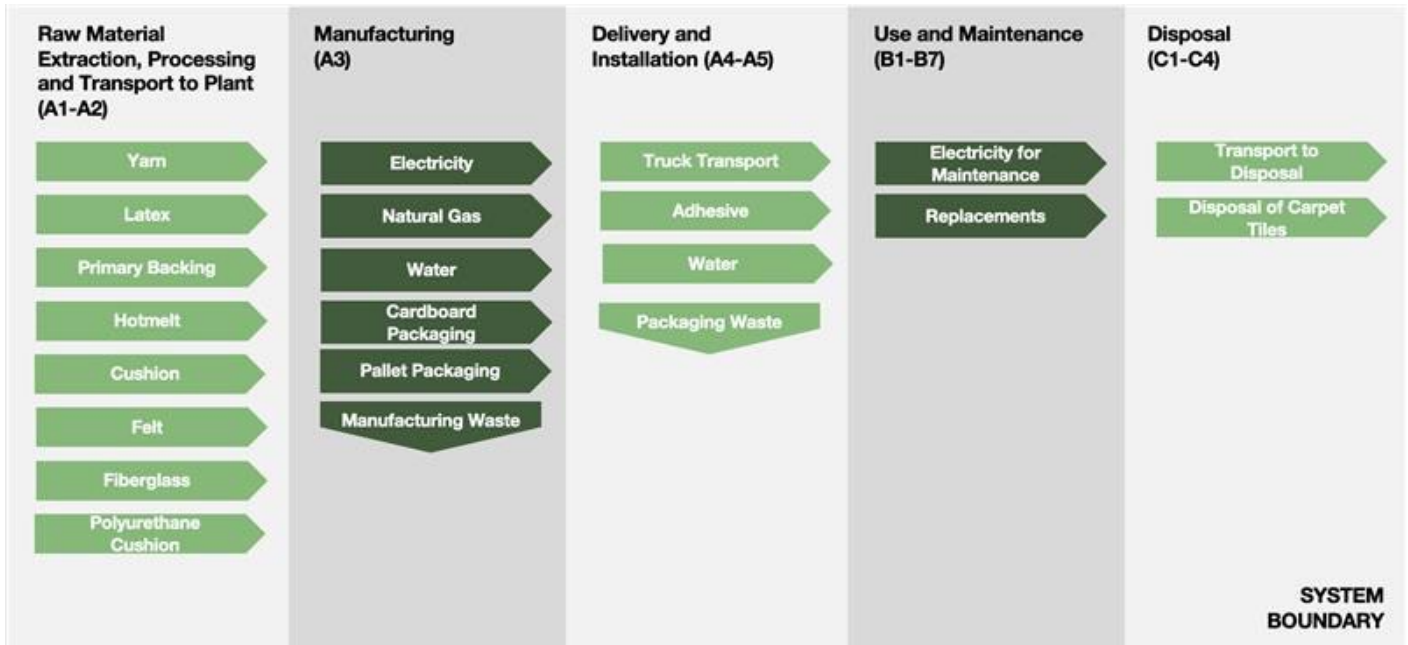 Raw Material
Extraction, Processing
and Transport to Plant
(A1-A2)
Yarn
Latex
Primary Backing
Hotmelt
Cushion
Felt
Fiberglass
Polyurethane
Cushion
Manufacturing
(A3)
Electricity
Natural Gas
Water
Cardboard
Packaging
Pallet Packaging
Manufacturing Waste
Delivery and
Installation (A4-A5)
Truck Transport
Adhesive
Water
Packaging Waste
Use and Maintenance
(B1-B7)
Electricity for
Maintenance
Replacements
Disposal
(C1-C4)
Transport to
Disposal
Disposal of Carpet
Tiles
SYSTEM
BOUNDARY